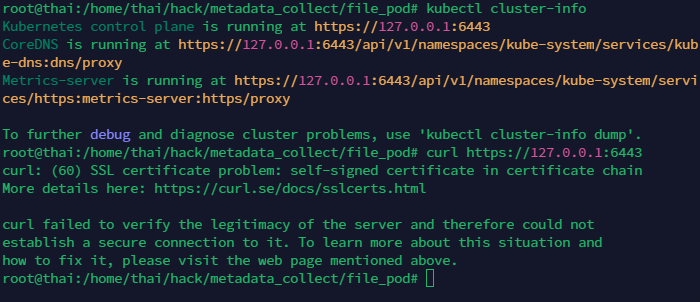 root@thai:/home/thai/hack/metadata_collect/file_pod# kubectl cluster-info
Kubernetes control plane is running at https://127.0.0.1:6443
CoreDNS is running at https://127.0.0.1:6443/api/v1/namespaces/kube-system/services/kub
e-dns:dns/proxy
Metrics-server is running at https://127.0.0.1:6443/api/v1/namespaces/kube-system/servi
ces/https:metrics-server:https/proxy
To further debug and diagnose cluster problems, use 'kubectl cluster-info dump'.
root@thai:/home/thai/hack/metadata_collect/file_pod# curl https://127.0.0.1:6443
curl: (60) SSL certificate problem: self-signed certificate in certificate chain
More details here: https://curl.se/docs/sslcerts.html
curl failed to verify the legitimacy of the server and therefore could not
establish a secure connection to it. To learn more about this situation and
how to fix it, please visit the web page mentioned above.
root@thai:/home/thai/hack/metadata_collect/file_pod#